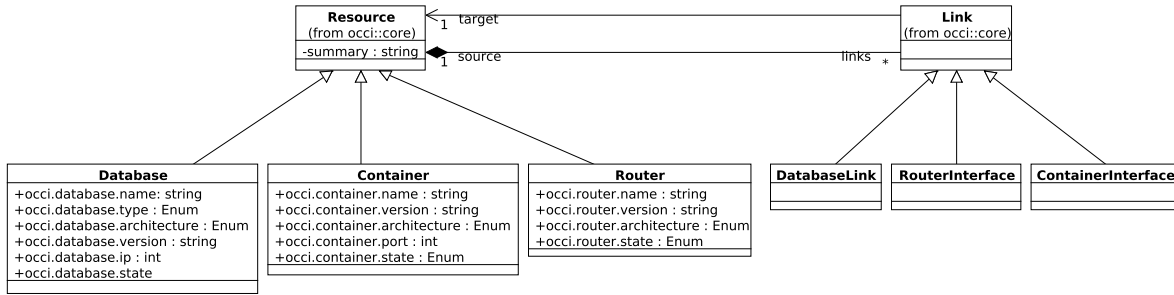 Resource
(from occi::core)
-summary : string
1 target
1 source
links *
Link
(from occi::core)
Database
+occi.database.name: string
+occi.database.type : Enum
+occi.database.architecture : Enum
+occi.database.version : string
+occi.database.ip : int
+occi.database.state
Container
+occi.container.name : string
+occi.container.version : string
+occi.container.architecture : Enum
+occi.container.port : int
+occi.container.state : Enum
Router
+occi.router.name : string
+occi.router.version : string
+occi.router.architecture : Enum
+occi.router.state : Enum
DatabaseLink
RouterInterface
ContainerInterface